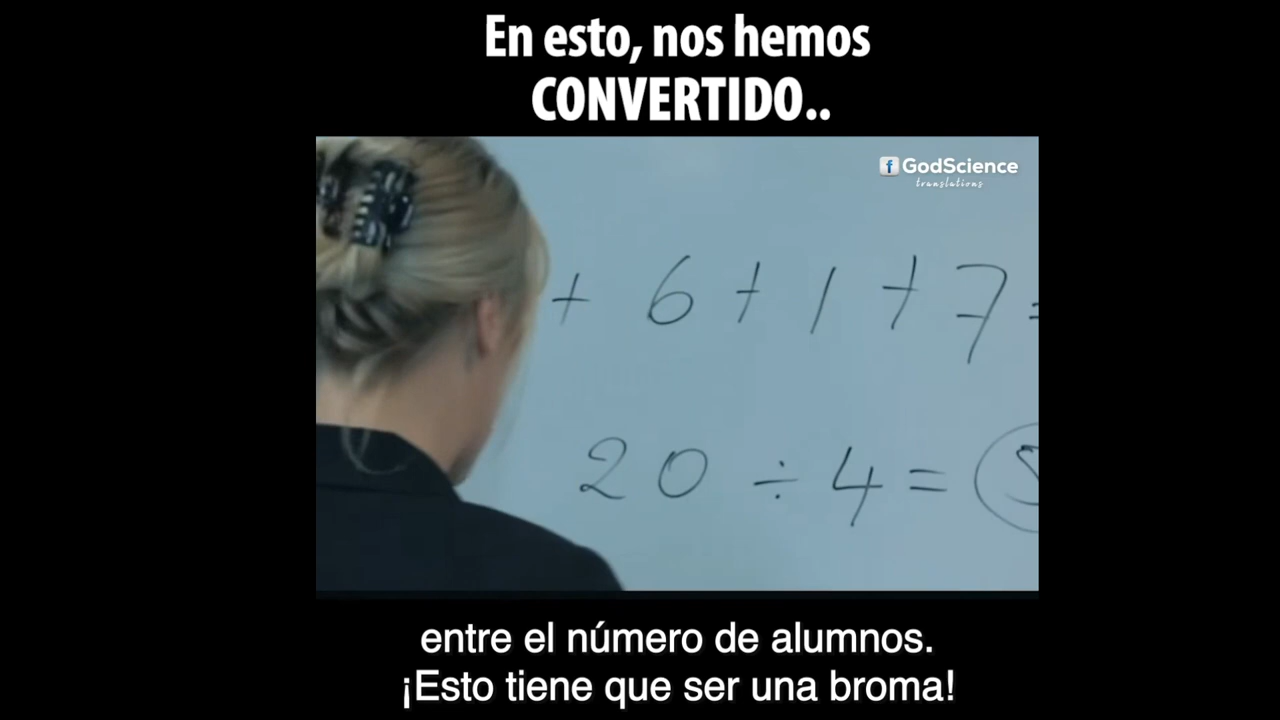 En esto, nos hemos
CONVERTIDO..
f GodScience
translations
+ 6 + 1 + 7 =
20 ÷ 4 = 5
entre el número de alumnos.
¡Esto tiene que ser una broma!